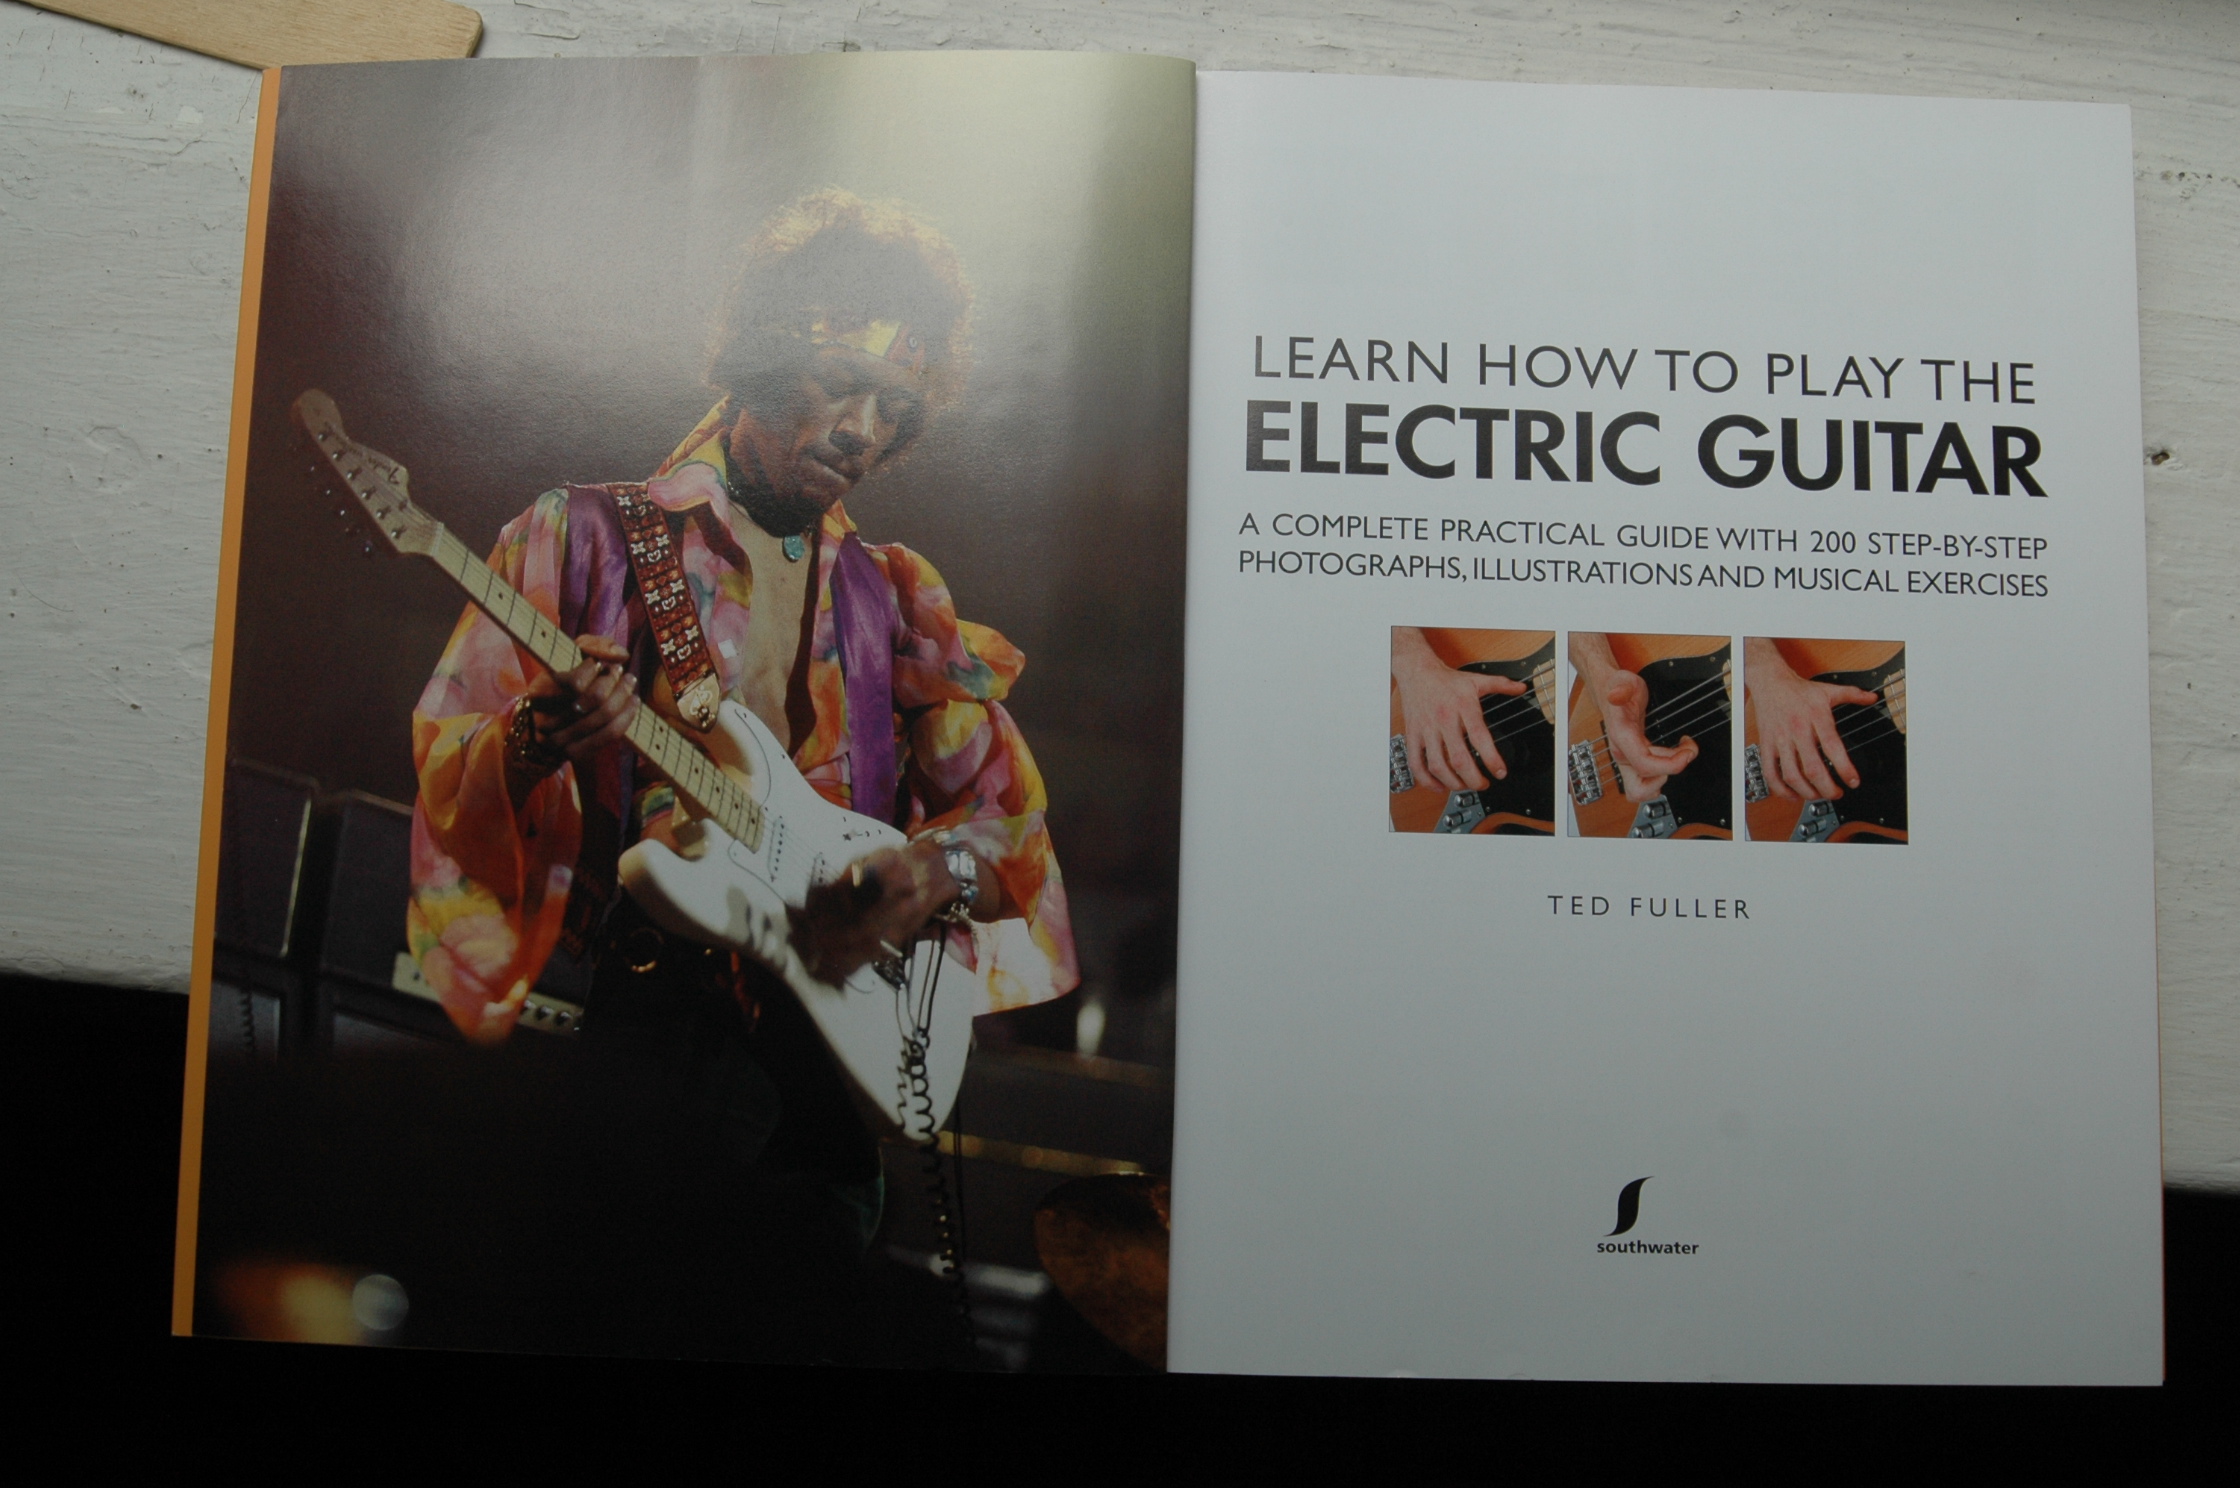 LEARN HOW TO PLAY THE
ELECTRIC GUITAR
A COMPLETE PRACTICAL GUIDE WITH 200 STEP-BY-STEP
PHOTOGRAPHS, ILLUSTRATIONS AND MUSICAL EXERCISES
TED FULLER
southwater